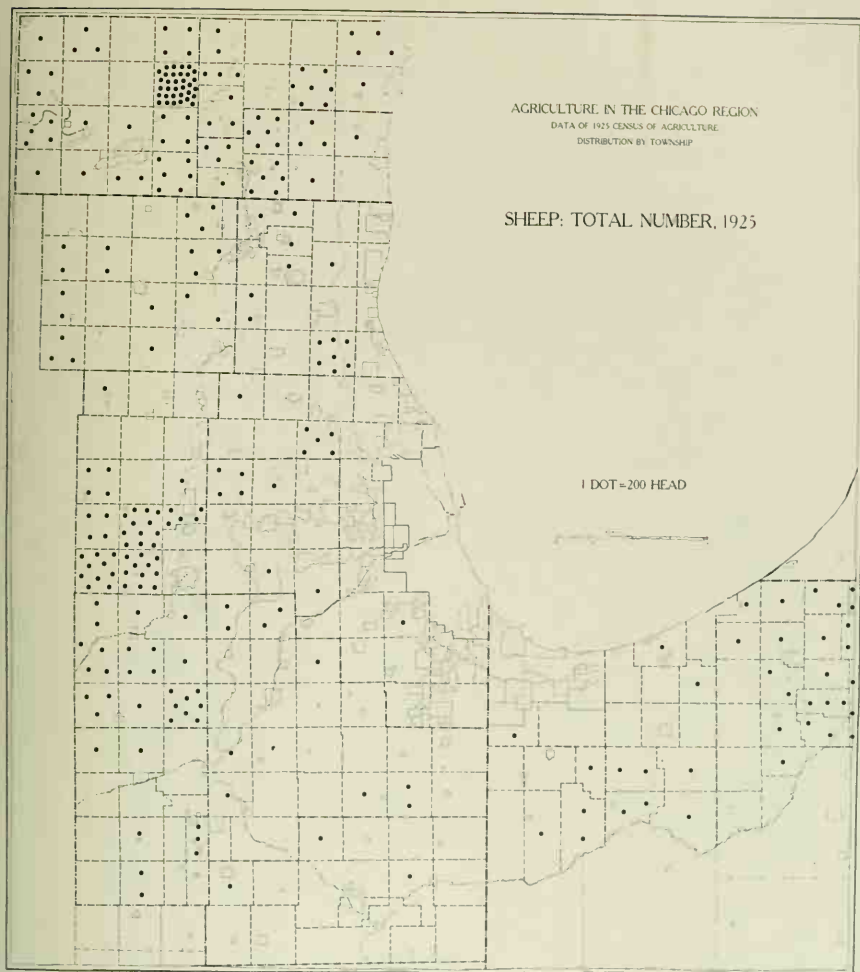 AGRICULTURE IN THE CHICAGO REGION
DATA OF 1925 CENSUS OF AGRICULTURE
DISTRIBUTION BY TOWNSHIP
SHEEP: TOTAL NUMBER, 1925
1 DOT = 200 HEAD